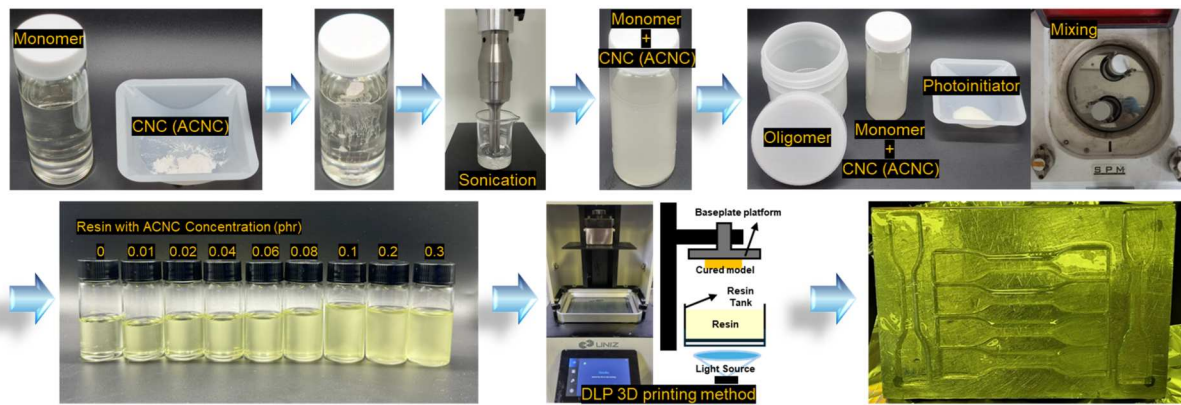 Monomer
CNC (ACNC)
Sonication
Monomer
+
CNC (ACNC)
Oligomer
Monomer
+
CNC (ACNC)
Photoinitiator
Mixing
S.P.M
Resin with ACNC Concentration (phr)
0 0.01 0.02 0.04 0.06 0.08 0.1 0.2 0.3
UNIZ
DLP 3D printing method
Baseplate platform
Cured model
Resin
Tank
Resin
Light Source